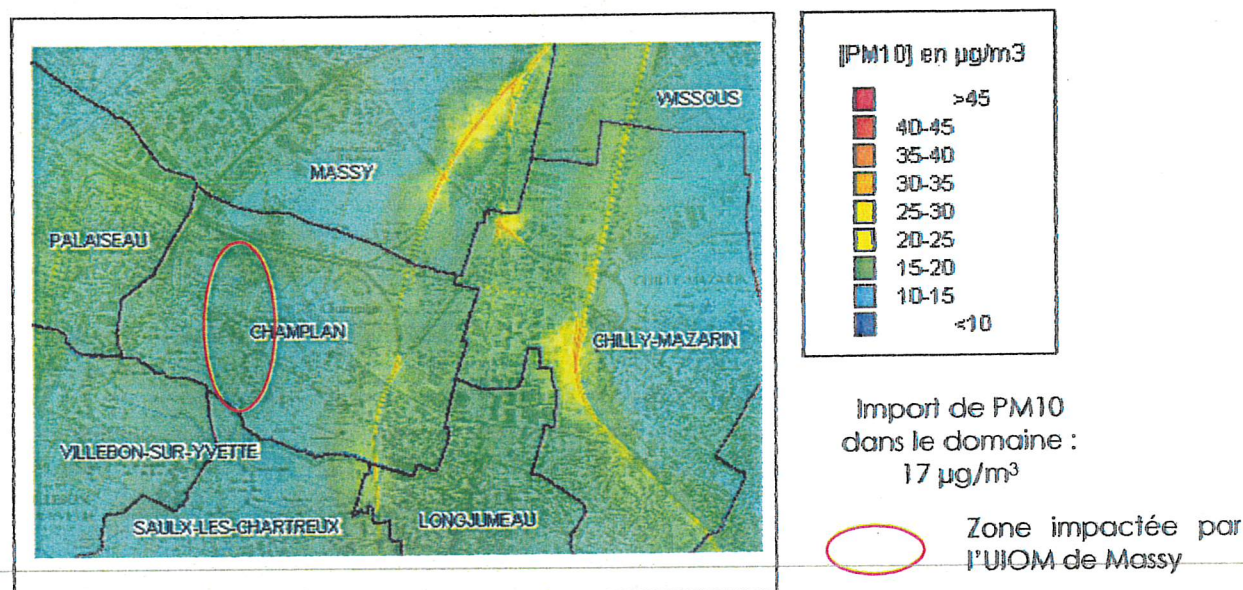 WISSOUS
MASSY
PALAISEAU
CHAMPLAN
CHILLY-MAZARIN
VILLEBON-SUR-YVETTE
SAULX-LES-CHARTREUX
LONGJUMEAU
[PM10] en µg/m3
>45
40-45
35-40
30-35
25-30
20-25
15-20
10-15
<10
Import de PM10
dans le domaine :
17 µg/m³
Zone impactée par
l'UIOM de Massy